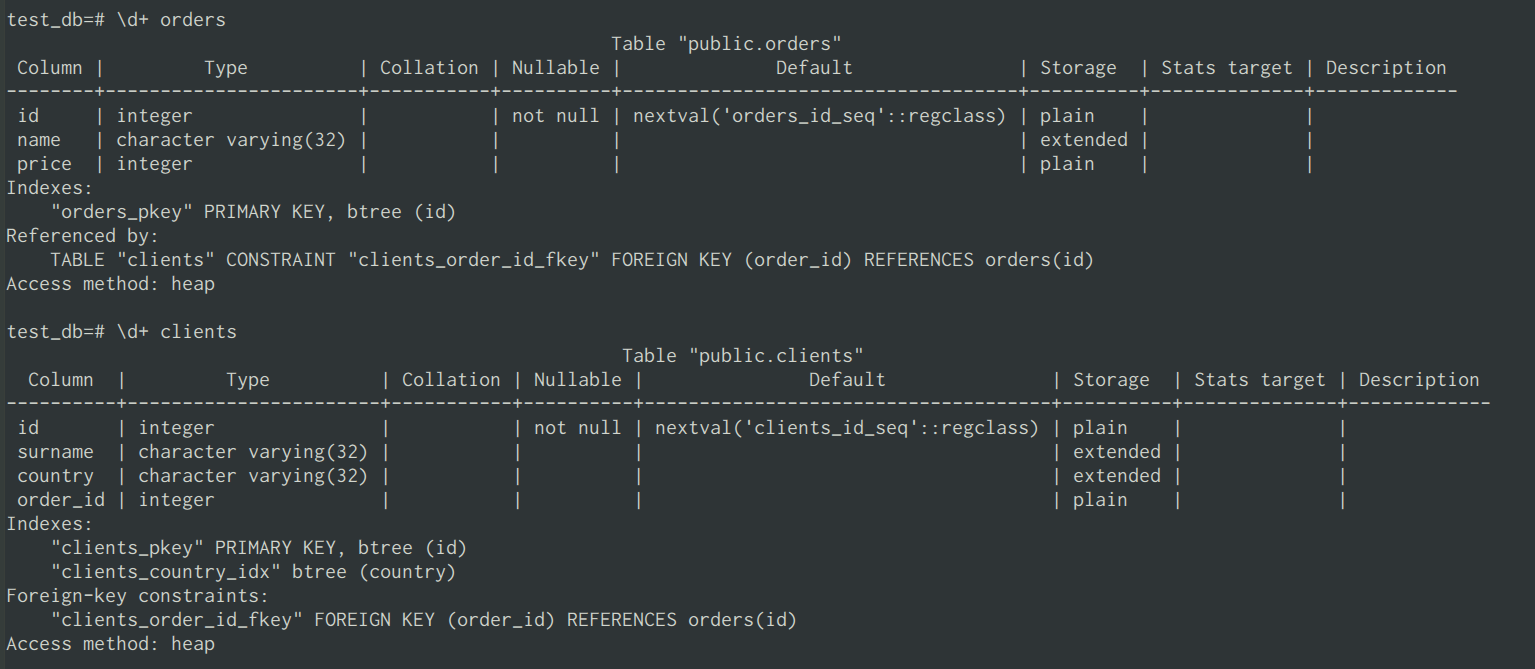 test_db=# \d+ orders
                                                       Table "public.orders"
 Column |         Type          | Collation | Nullable |              Default               | Storage  | Stats target | Description
--------+-----------------------+-----------+----------+------------------------------------+----------+--------------+-------------
 id     | integer               |           | not null | nextval('orders_id_seq'::regclass) | plain    |              |
 name   | character varying(32) |           |          |                                    | extended |              |
 price  | integer               |           |          |                                    | plain    |              |
Indexes:
    "orders_pkey" PRIMARY KEY, btree (id)
Referenced by:
    TABLE "clients" CONSTRAINT "clients_order_id_fkey" FOREIGN KEY (order_id) REFERENCES orders(id)
Access method: heap

test_db=# \d+ clients
                                                        Table "public.clients"
  Column  |         Type          | Collation | Nullable |               Default               | Storage  | Stats target | Description
----------+-----------------------+-----------+----------+-------------------------------------+----------+--------------+-------------
 id       | integer               |           | not null | nextval('clients_id_seq'::regclass) | plain    |              |
 surname  | character varying(32) |           |          |                                     | extended |              |
 country  | character varying(32) |           |          |                                     | extended |              |
 order_id | integer               |           |          |                                     | plain    |              |
Indexes:
    "clients_pkey" PRIMARY KEY, btree (id)
    "clients_country_idx" btree (country)
Foreign-key constraints:
    "clients_order_id_fkey" FOREIGN KEY (order_id) REFERENCES orders(id)
Access method: heap